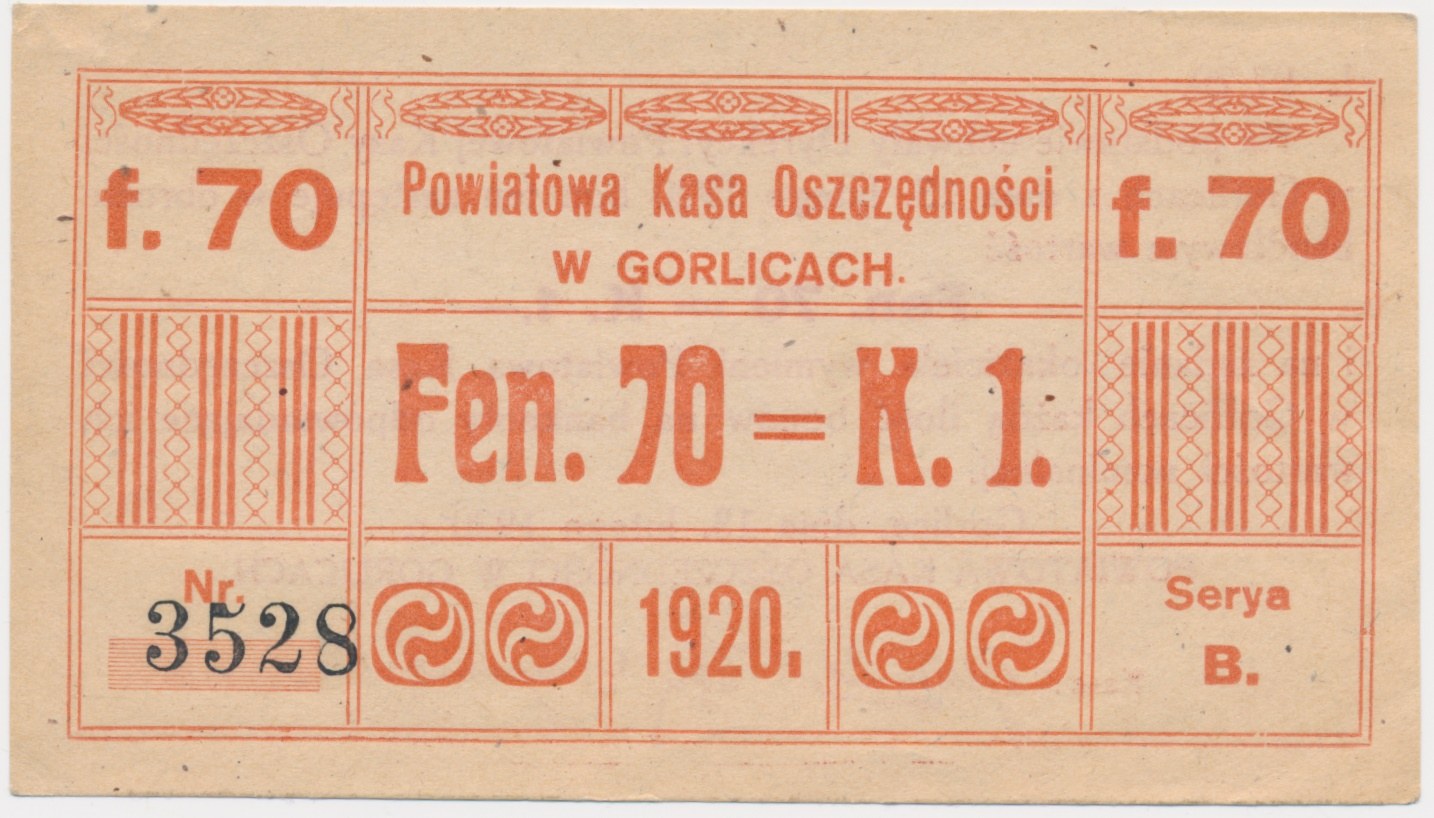 f. 70
Powiatowa Kasa Oszczędności
W GORLICACH.
f. 70
Fen. 70 = K. 1.
Nr.
3528
1920.
Serya
B.